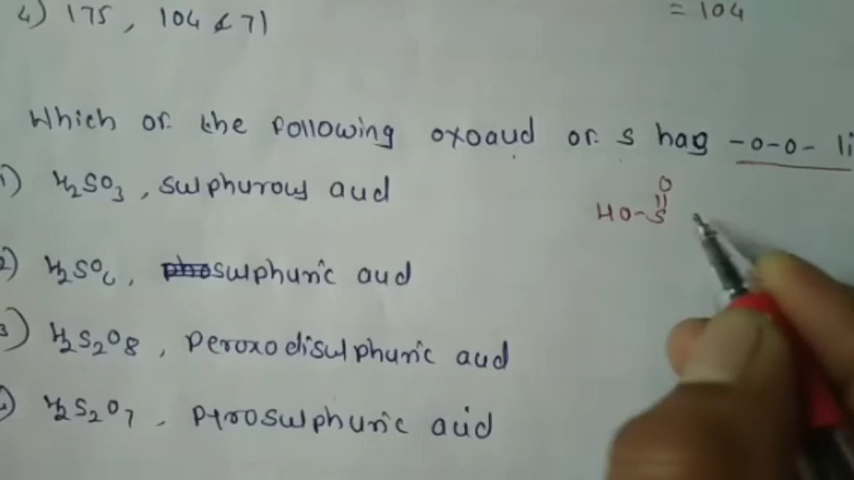 4) 175, 104 & 71
= 104
Which of the following oxoacid of s has -O-O- li
1) H2SO3, sulphurous acid
O
HO-S
2) H2SO4, sulphuric acid
3) H2S2O8, peroxodisulphuric acid
H2S2O7, pyrosulphuric acid